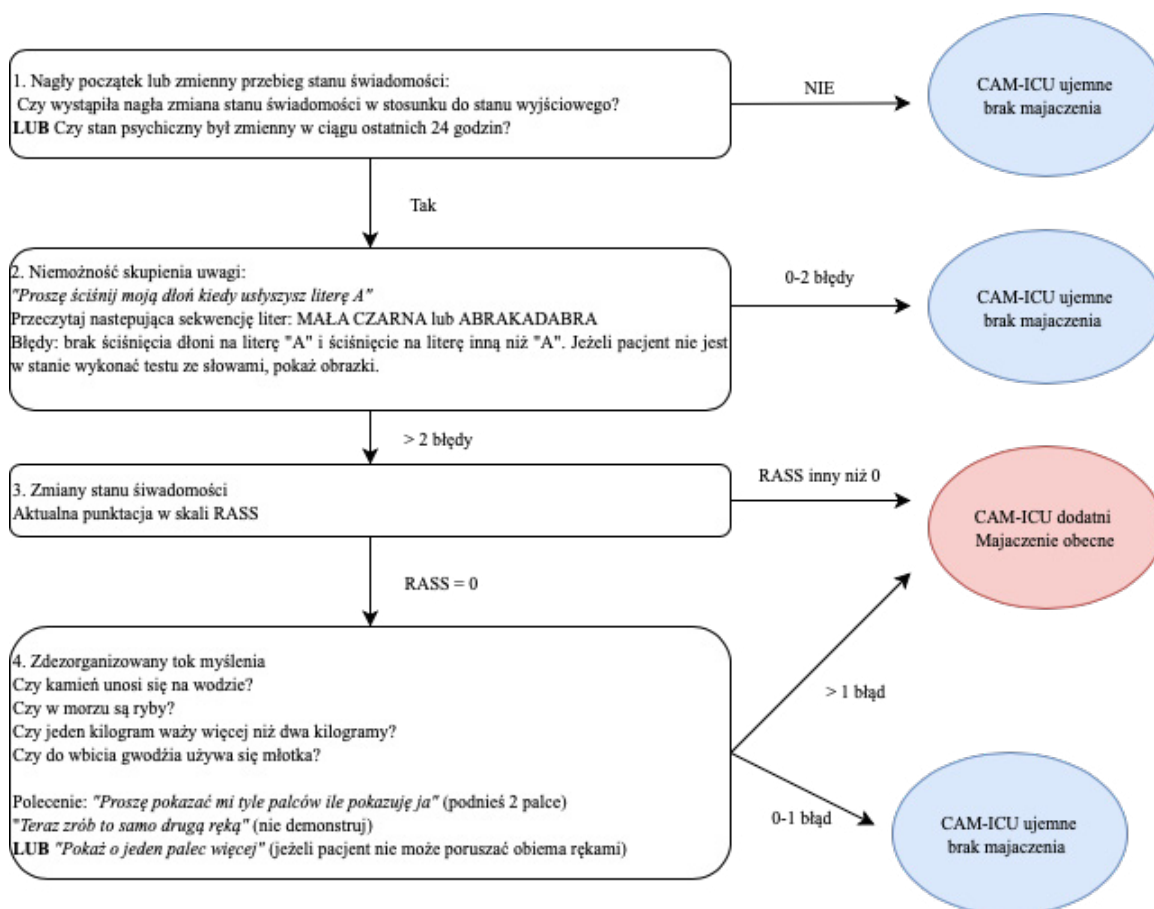 1. Nagły początek lub zmienny przebieg stanu świadomości:
Czy wystąpiła nagła zmiana stanu świadomości w stosunku do stanu wyjściowego?
LUB Czy stan psychiczny był zmienny w ciągu ostatnich 24 godzin?
NIE
CAM-ICU ujemne
brak majaczenia
Tak
2. Niemożność skupienia uwagi:
"Proszę ściśnij moją dłoń kiedy usłyszysz literę A"
Przeczytaj nastepująca sekwencję liter: MAŁA CZARNA lub ABRAKADABRA
Błędy: brak ściśnięcia dłoni na literę "A" i ściśnięcie na literę inną niż "A". Jeżeli pacjent nie jest
w stanie wykonać testu ze słowami, pokaż obrazki.
0-2 błędy
CAM-ICU ujemne
brak majaczenia
> 2 błędy
3. Zmiany stanu śiwadomości
Aktualna punktacja w skali RASS
RASS inny niż 0
CAM-ICU dodatni
Majaczenie obecne
RASS = 0
4. Zdezorganizowany tok myślenia
Czy kamień unosi się na wodzie?
Czy w morzu są ryby?
Czy jeden kilogram waży więcej niż dwa kilogramy?
Czy do wbicia gwodźia używa się młotka?
Polecenie: "Proszę pokazać mi tyle palców ile pokazuję ja" (podnieś 2 palce)
"Teraz zrób to samo drugą ręką" (nie demonstruj)
LUB "Pokaż o jeden palec więcej" (jeżeli pacjent nie może poruszać obiema rękami)
> 1 błąd
0-1 błąd
CAM-ICU ujemne
brak majaczenia